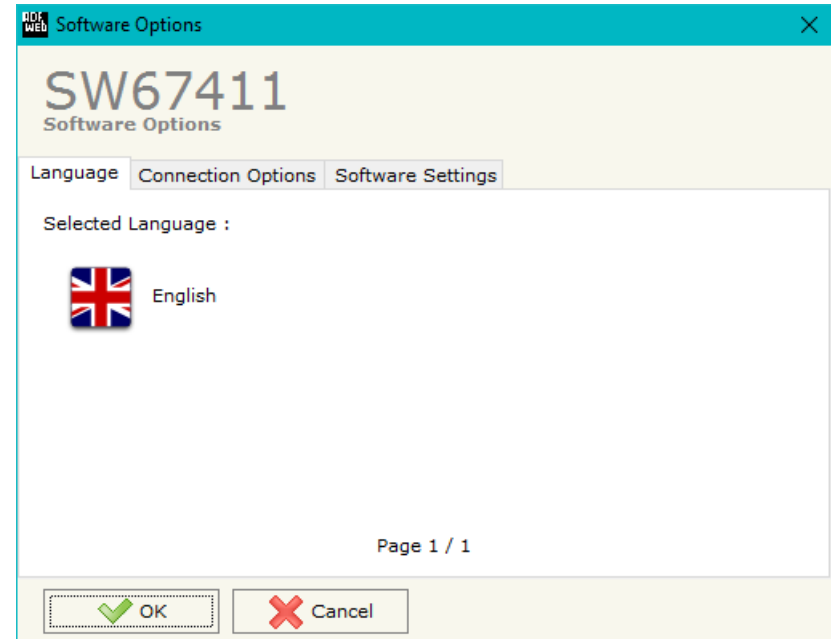 ADF
WEB
Software Options
SW67411
Software Options
Language Connection Options Software Settings
Selected Language :
English
Page 1 / 1
OK Cancel